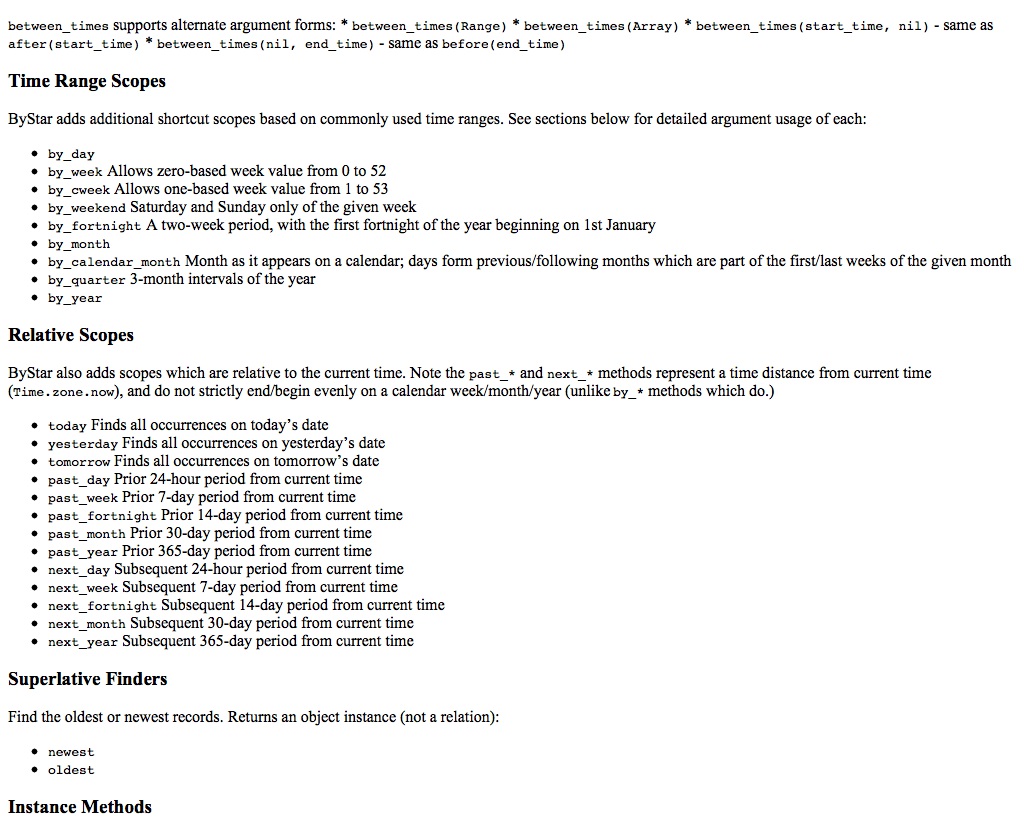 between_times supports alternate argument forms: * between_times(Range) * between_times(Array) * between_times(start_time, nil) - same as
after(start_time) * between_times(nil, end_time) - same as before(end_time)
Time Range Scopes
ByStar adds additional shortcut scopes based on commonly used time ranges. See sections below for detailed argument usage of each:
• by_day
• by_week Allows zero-based week value from 0 to 52
• by_cweek Allows one-based week value from 1 to 53
• by_weekend Saturday and Sunday only of the given week
• by_fortnight A two-week period, with the first fortnight of the year beginning on 1st January
• by_month
• by_calendar_month Month as it appears on a calendar; days form previous/following months which are part of the first/last weeks of the given month
• by_quarter 3-month intervals of the year
• by_year
Relative Scopes
ByStar also adds scopes which are relative to the current time. Note the past_* and next_* methods represent a time distance from current time
(Time.zone.now), and do not strictly end/begin evenly on a calendar week/month/year (unlike by_* methods which do.)
• today Finds all occurrences on today’s date
• yesterday Finds all occurrences on yesterday’s date
• tomorrow Finds all occurrences on tomorrow’s date
• past_day Prior 24-hour period from current time
• past_week Prior 7-day period from current time
• past_fortnight Prior 14-day period from current time
• past_month Prior 30-day period from current time
• past_year Prior 365-day period from current time
• next_day Subsequent 24-hour period from current time
• next_week Subsequent 7-day period from current time
• next_fortnight Subsequent 14-day period from current time
• next_month Subsequent 30-day period from current time
• next_year Subsequent 365-day period from current time
Superlative Finders
Find the oldest or newest records. Returns an object instance (not a relation):
• newest
• oldest
Instance Methods